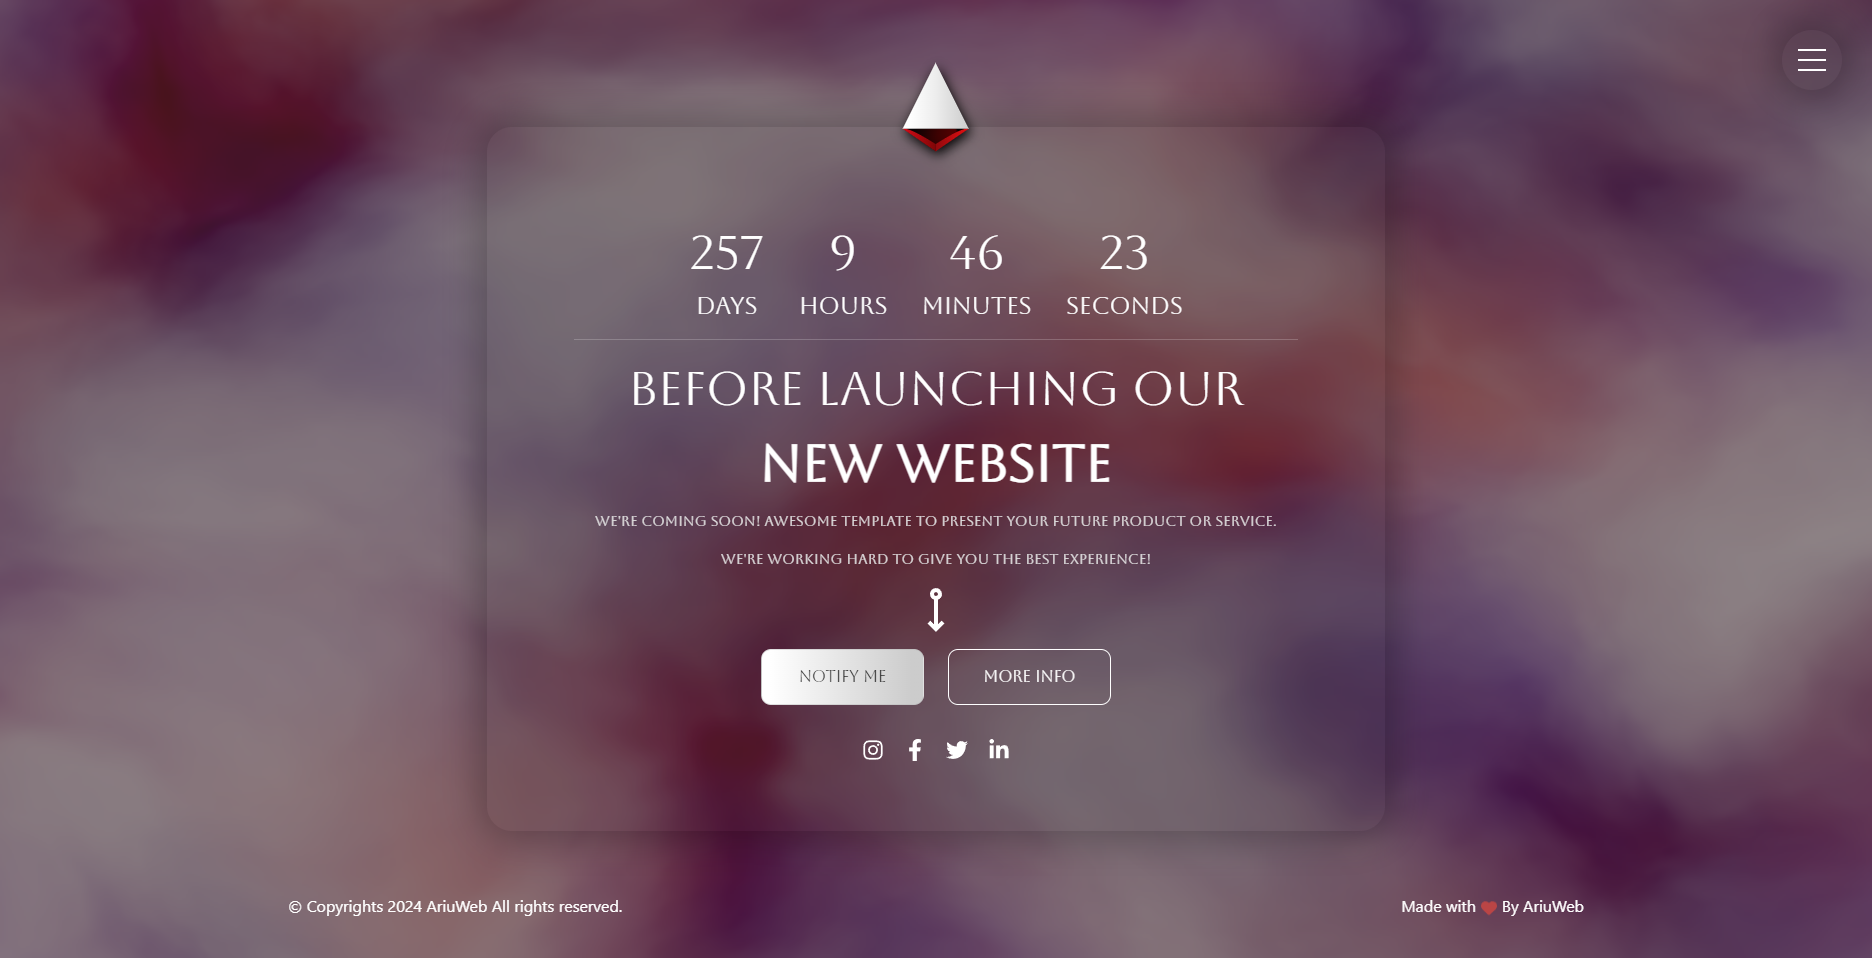 257 9 46 23
DAYS HOURS MINUTES SECONDS
BEFORE LAUNCHING OUR
NEW WEBSITE
WE'RE COMING SOON! AWESOME TEMPLATE TO PRESENT YOUR FUTURE PRODUCT OR SERVICE.
WE'RE WORKING HARD TO GIVE YOU THE BEST EXPERIENCE!
NOTIFY ME MORE INFO
© Copyrights 2024 AriuWeb All rights reserved. Made with ❤ By AriuWeb